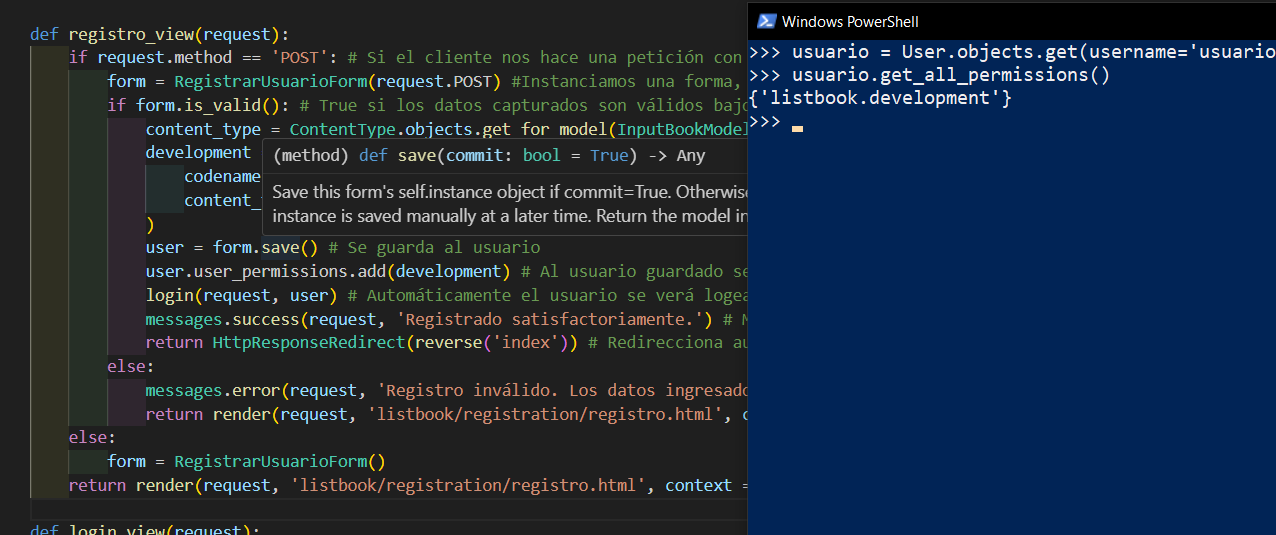 def registro_view(request):
if request.method == 'POST': # Si el cliente nos hace una petición con
form = RegistrarUsuarioForm(request.POST) #Instanciamos una forma,
if form.is_valid(): # True si los datos capturados son válidos bajo
content_type = ContentType.objects.get_for_model(InputBookModel
development
codename
content_
)
(method) def save(commit: bool = True) -> Any
Save this form's self.instance object if commit=True. Otherwise
instance is saved manually at a later time. Return the model in
user = form.save() # Se guarda al usuario
user.user_permissions.add(development) # Al usuario guardado se
login(request, user) # Automáticamente el usuario se verá logea
messages.success(request, 'Registrado satisfactoriamente.') # M
return HttpResponseRedirect(reverse('index')) # Redirecciona au
else:
messages.error(request, 'Registro inválido. Los datos ingresado
return render(request, 'listbook/registration/registro.html', c
else:
form = RegistrarUsuarioForm()
return render(request, 'listbook/registration/registro.html', context =
def login_view(request):
Windows PowerShell
>>> usuario = User.objects.get(username='usuario
>>> usuario.get_all_permissions()
{'listbook.development'}
>>>